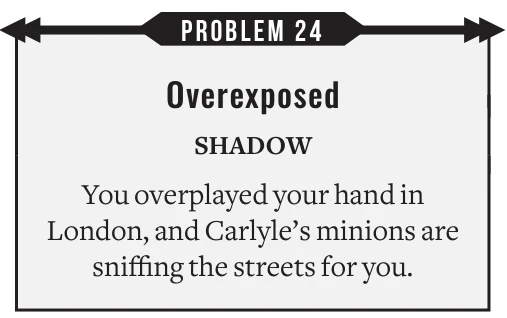 PROBLEM 24
Overexposed
SHADOW
You overplayed your hand in
London, and Carlyle’s minions are
sniffing the streets for you.